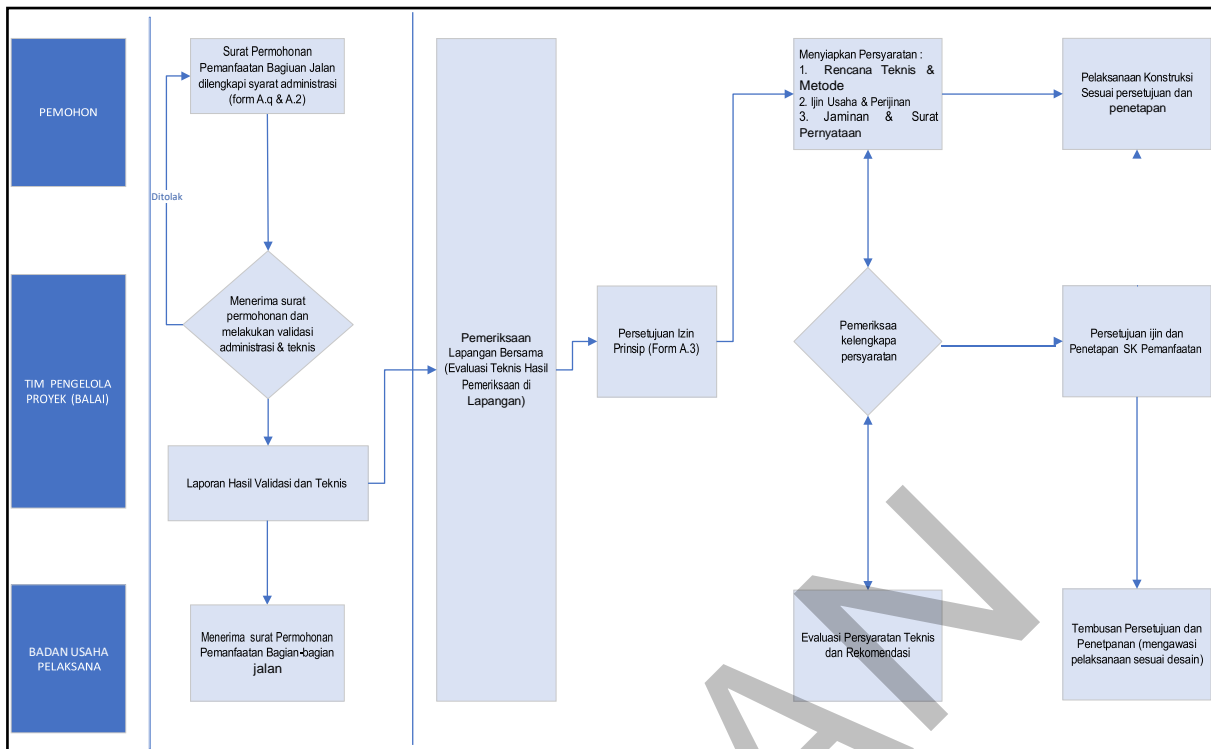 PEMOHON
TIM PENGELOLA
PROYEK (BALAI)
BADAN USAHA
PELAKSANA
Surat Permohonan
Pemanfaatan Bagiuan Jalan
dilengkapi syarat administrasi
(form A.q & A.2)
Ditolak
Menerima surat
permohonan dan
melakukan validasi
administrasi & teknis
Laporan Hasil Validasi dan Teknis
Menerima surat Permohonan
Pemanfaatan Bagian-bagian
jalan
Pemeriksaan
Lapangan Bersama
(Evaluasi Teknis Hasil
Pemeriksaan di
Lapangan)
Persetujuan Izin
Prinsip (Form A.3)
Menyiapkan Persyaratan :
1. Rencana Teknis &
Metode
2. Ijin Usaha & Perijinan
3. Jaminan & Surat
Pernyataan
Pemeriksaa
kelengkapa
persyaratan
Evaluasi Persyaratan Teknis
dan Rekomendasi
Pelaksanaan Konstruksi
Sesuai persetujuan dan
penetapan
Persetujuan ijin dan
Penetapan SK Pemanfaatan
Tembusan Persetujuan dan
Penetpanan (mengawasi
pelaksanaan sesuai desain)
AN